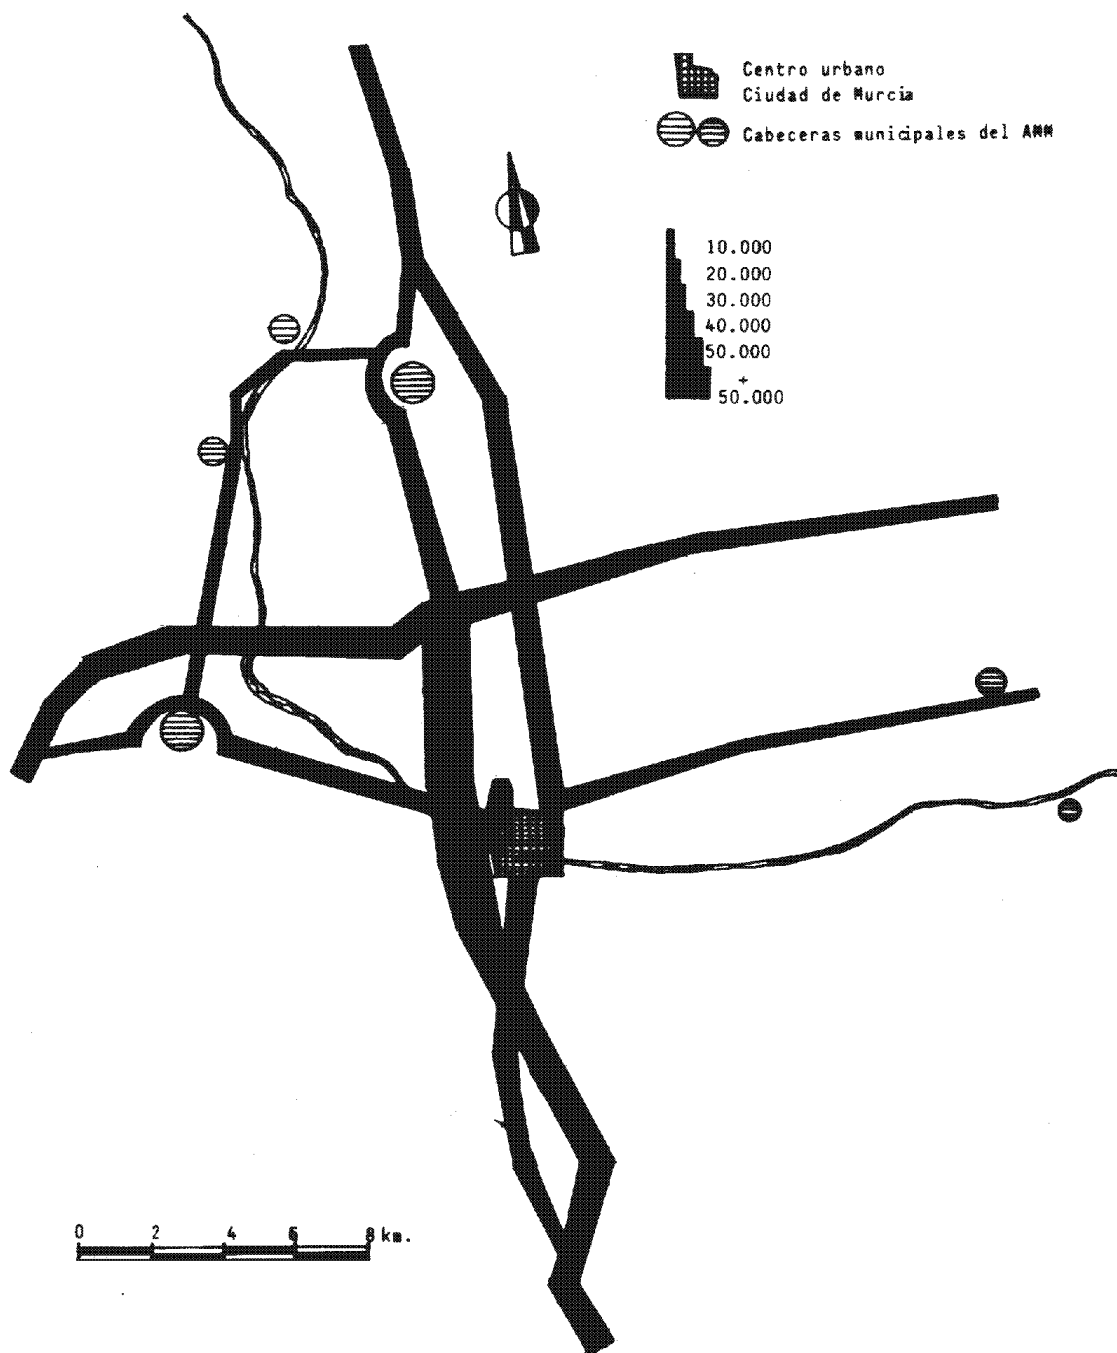 Centro urbano
Ciudad de Murcia
Cabeceras municipales del AMM
10.000
20.000
30.000
40.000
50.000
+
50.000
0 2 4 6 8 km.